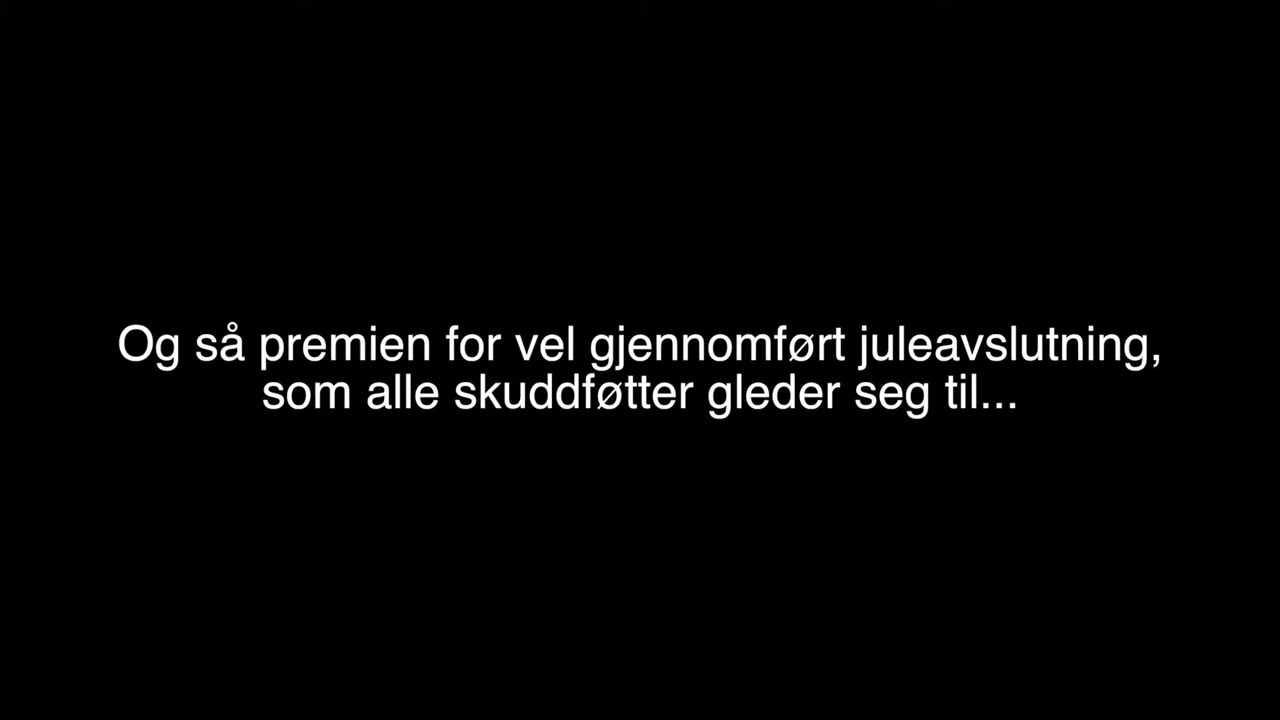 Og så premien for vel gjennomført juleavslutning,
som alle skuddføtter gleder seg til...